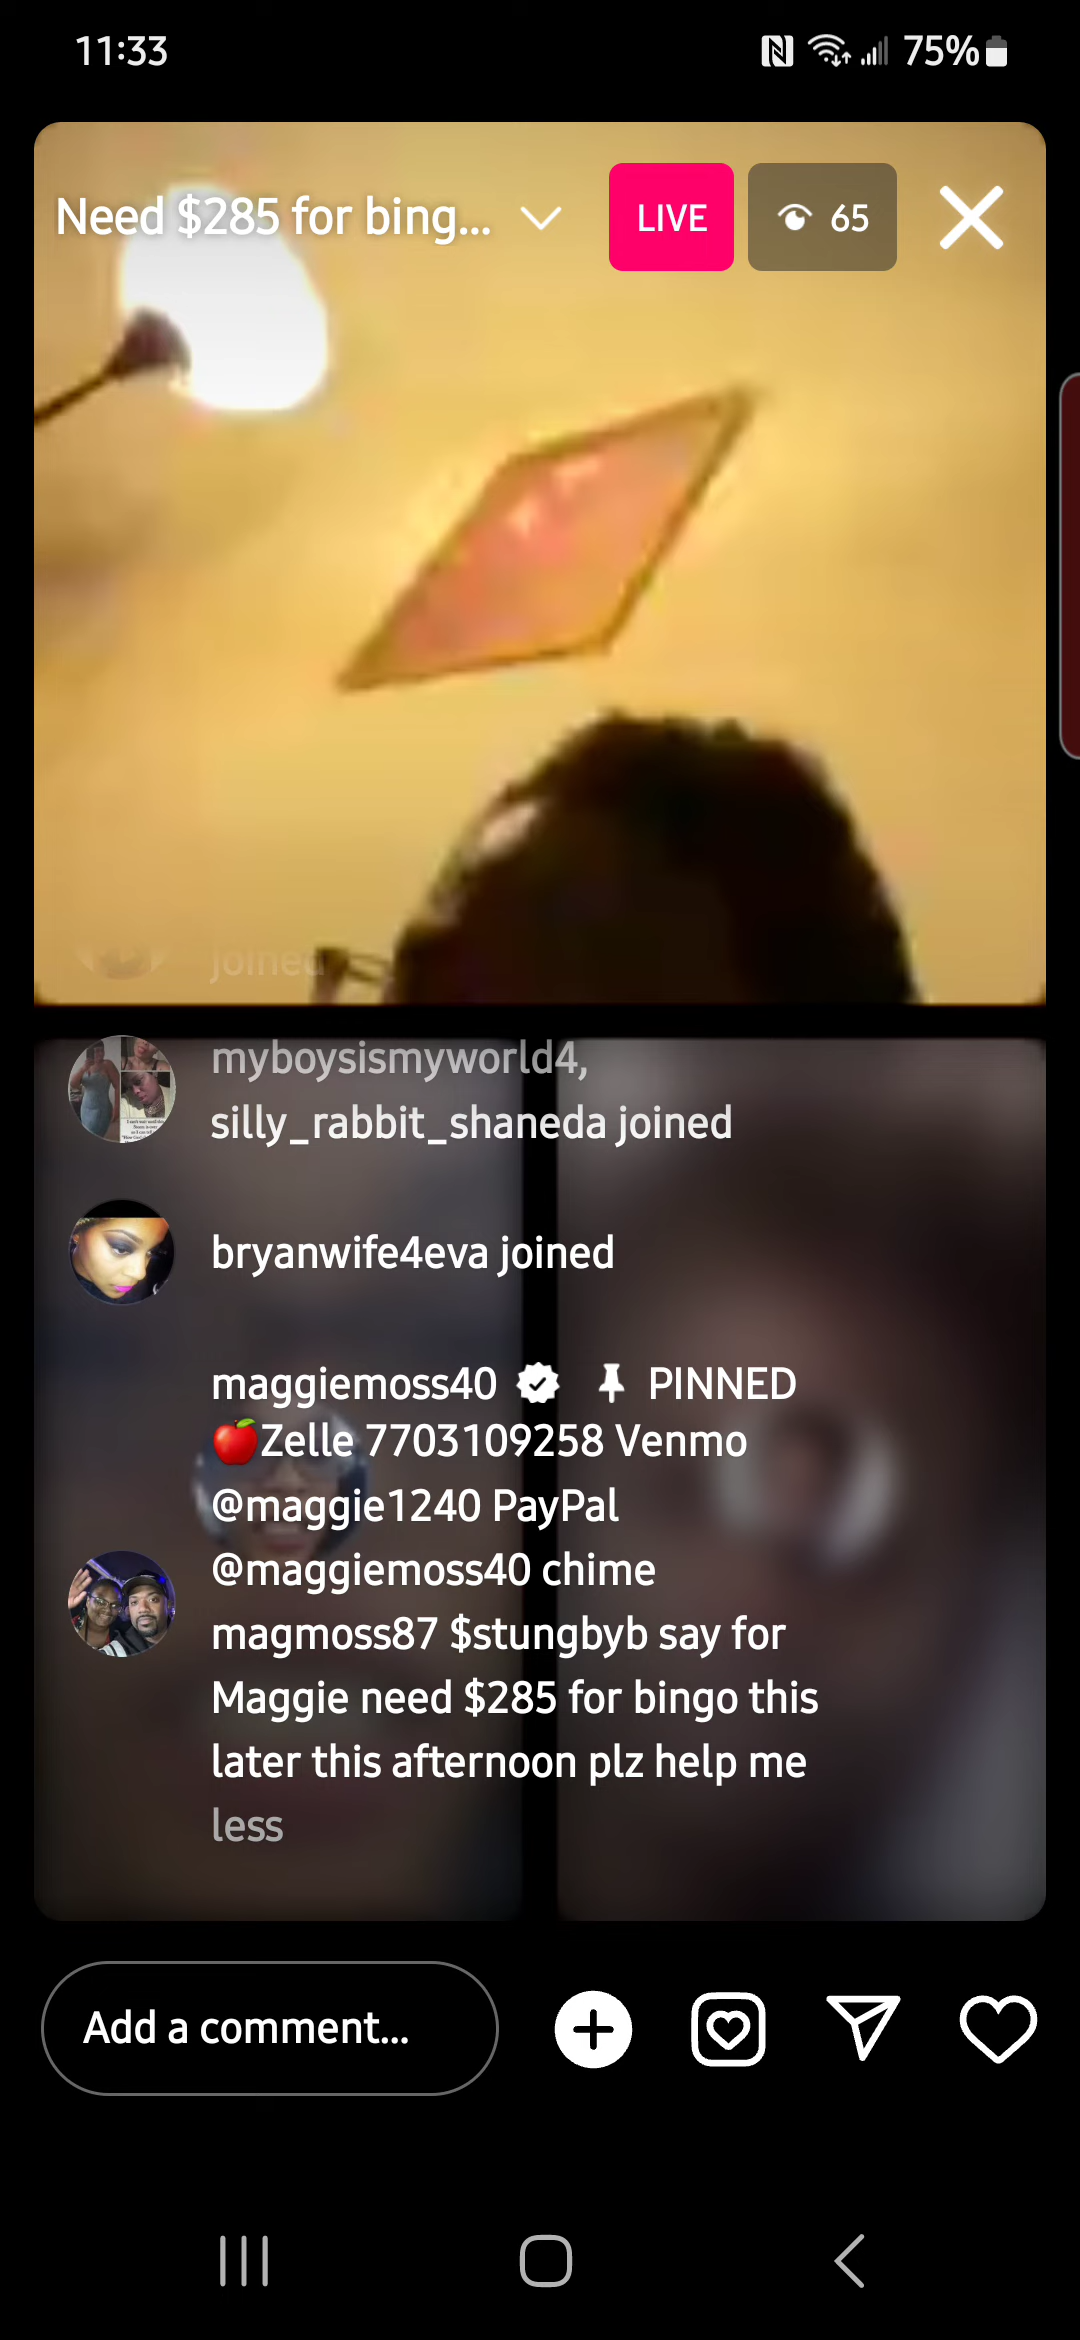 11:33
75%
Need $285 for bing...
LIVE
65
joined
myboysismyworld4,
silly_rabbit_shaneda joined
bryanwife4eva joined
maggiemoss40 PINNED
🍎Zelle 7703109258 Venmo
@maggie1240 PayPal
@maggiemoss40 chime
magmoss87 $stungbyb say for
Maggie need $285 for bingo this
later this afternoon plz help me
less
Add a comment...